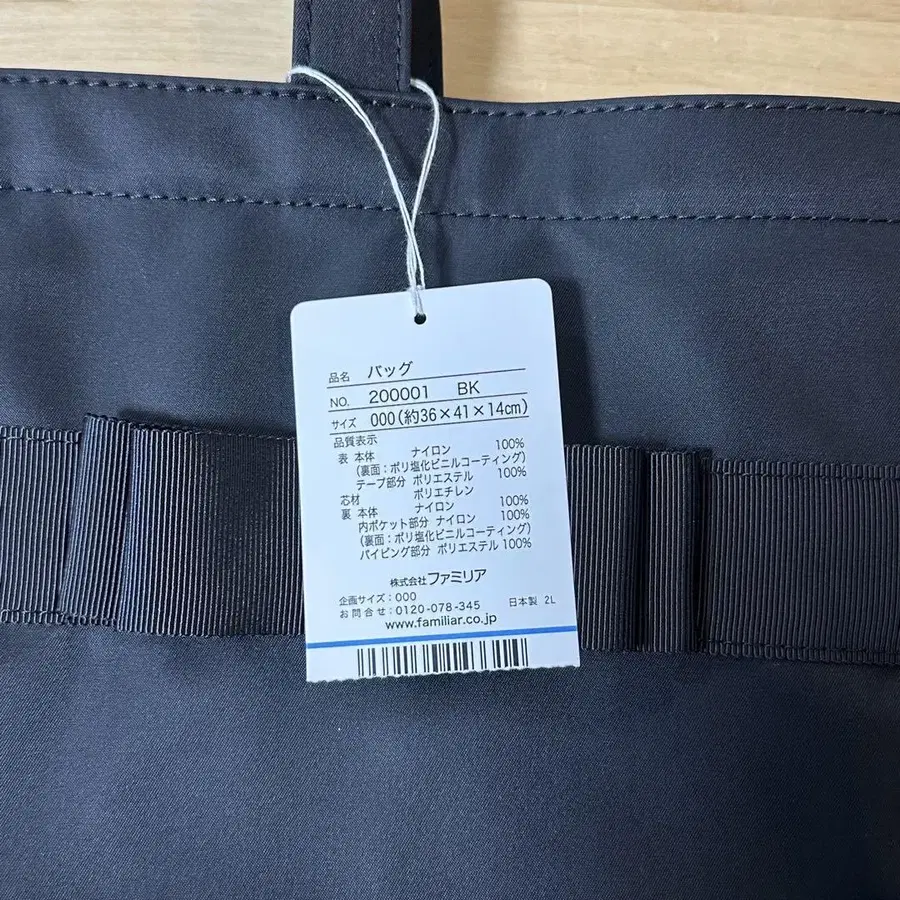 品名 バッグ
NO. 200001 BK
サイズ 000(約36×41×14cm)
品質表示
表 本体 ナイロン 100%
(裏面:ポリ塩化ビニルコーティング)
テープ部分 ポリエステル 100%
芯材 ポリエチレン
裏 本体 ナイロン 100%
内ポケット部分 ナイロン 100%
(裏面:ポリ塩化ビニルコーティング)
パイピング部分 ポリエステル 100%
株式会社ファミリア
企画サイズ:000
お問合せ:0120-078-345 日本製 2L
www.familiar.co.jp